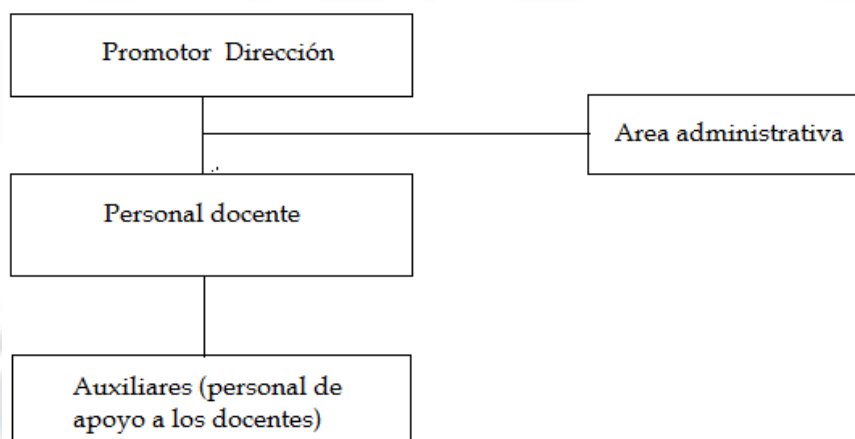 Promotor Dirección
Area administrativa
Personal docente
Auxiliares (personal de
apoyo a los docentes)